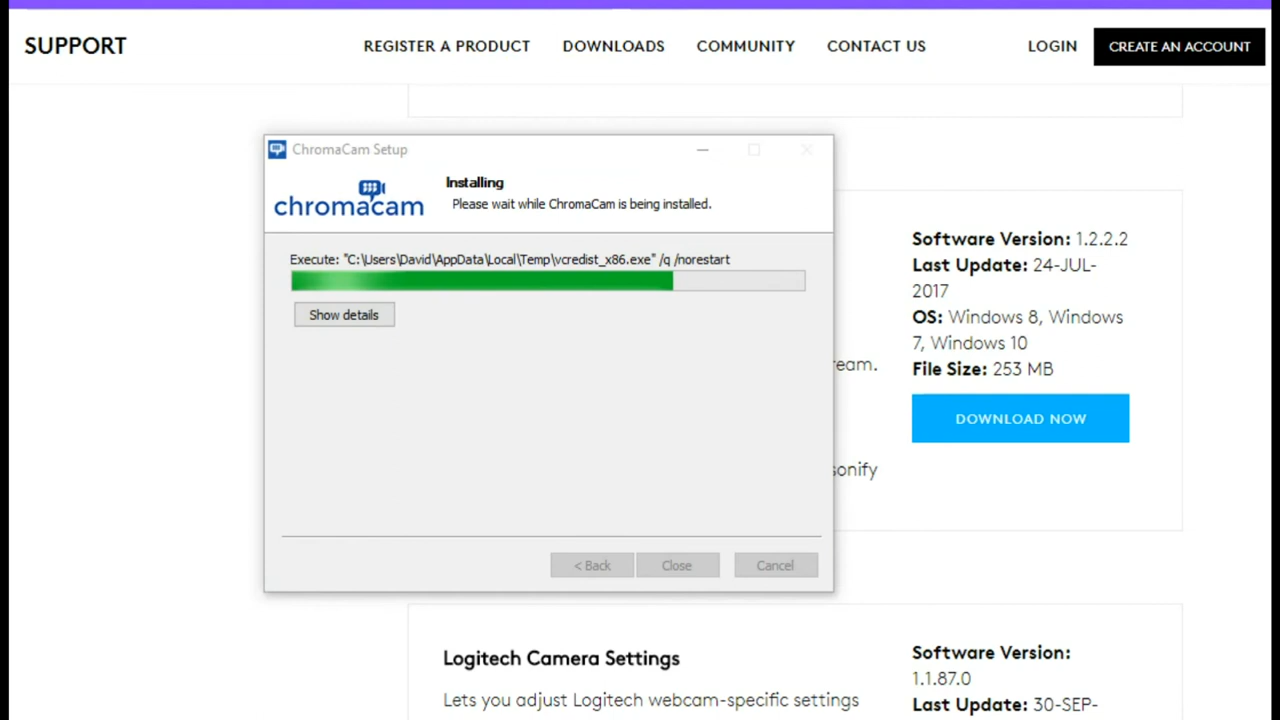 SUPPORT
REGISTER A PRODUCT
DOWNLOADS
COMMUNITY
CONTACT US
LOGIN
CREATE AN ACCOUNT
ChromaCam Setup
chromacam
Installing
Please wait while ChromaCam is being installed.
Execute: "C:\Users\David\AppData\Local\Temp\vcredist_x86.exe" /q /norestart
Show details
< Back
Close
Cancel
ream.
sonify
Software Version: 1.2.2.2
Last Update: 24-JUL-
2017
OS: Windows 8, Windows
7, Windows 10
File Size: 253 MB
DOWNLOAD NOW
Logitech Camera Settings
Lets you adjust Logitech webcam-specific settings
Software Version:
1.1.87.0
Last Update: 30-SEP-